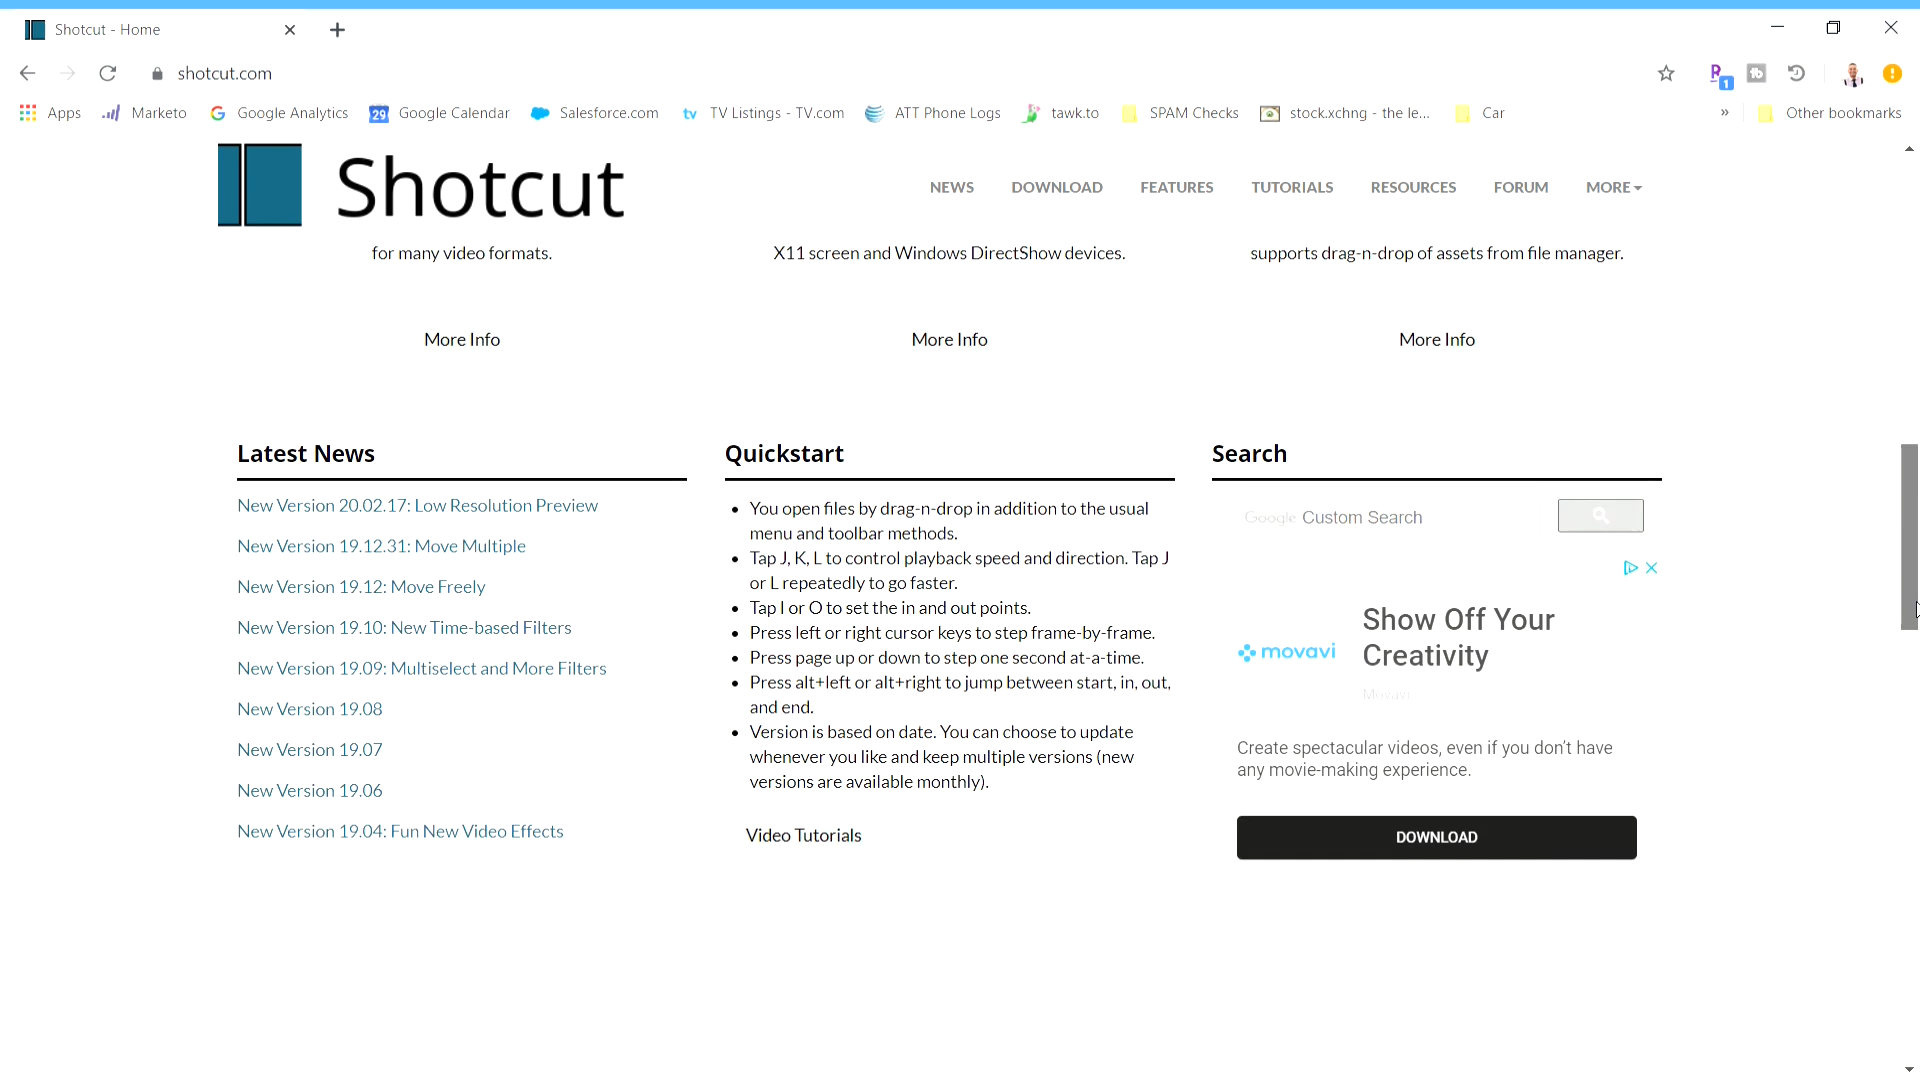 Shotcut - Home
shotcut.com
1
Apps
Marketo
Google Analytics
29
Google Calendar
Salesforce.com
tv
TV Listings - TV.com
ATT Phone Logs
tawk.to
SPAM Checks
stock.xchng - the le...
Car
»
Other bookmarks
Shotcut
NEWS
DOWNLOAD
FEATURES
TUTORIALS
RESOURCES
FORUM
MORE
for many video formats.
X11 screen and Windows DirectShow devices.
supports drag-n-drop of assets from file manager.
More Info
More Info
More Info
Latest News
New Version 20.02.17: Low Resolution Preview
New Version 19.12.31: Move Multiple
New Version 19.12: Move Freely
New Version 19.10: New Time-based Filters
New Version 19.09: Multiselect and More Filters
New Version 19.08
New Version 19.07
New Version 19.06
New Version 19.04: Fun New Video Effects
Quickstart
• You open files by drag-n-drop in addition to the usual
menu and toolbar methods.
• Tap J, K, L to control playback speed and direction. Tap J
or L repeatedly to go faster.
• Tap I or O to set the in and out points.
• Press left or right cursor keys to step frame-by-frame.
• Press page up or down to step one second at-a-time.
• Press alt+left or alt+right to jump between start, in, out,
and end.
• Version is based on date. You can choose to update
whenever you like and keep multiple versions (new
versions are available monthly).
Video Tutorials
Search
Google Custom Search
movavi
Show Off Your
Creativity
Movavi
Create spectacular videos, even if you don't have
any movie-making experience.
DOWNLOAD